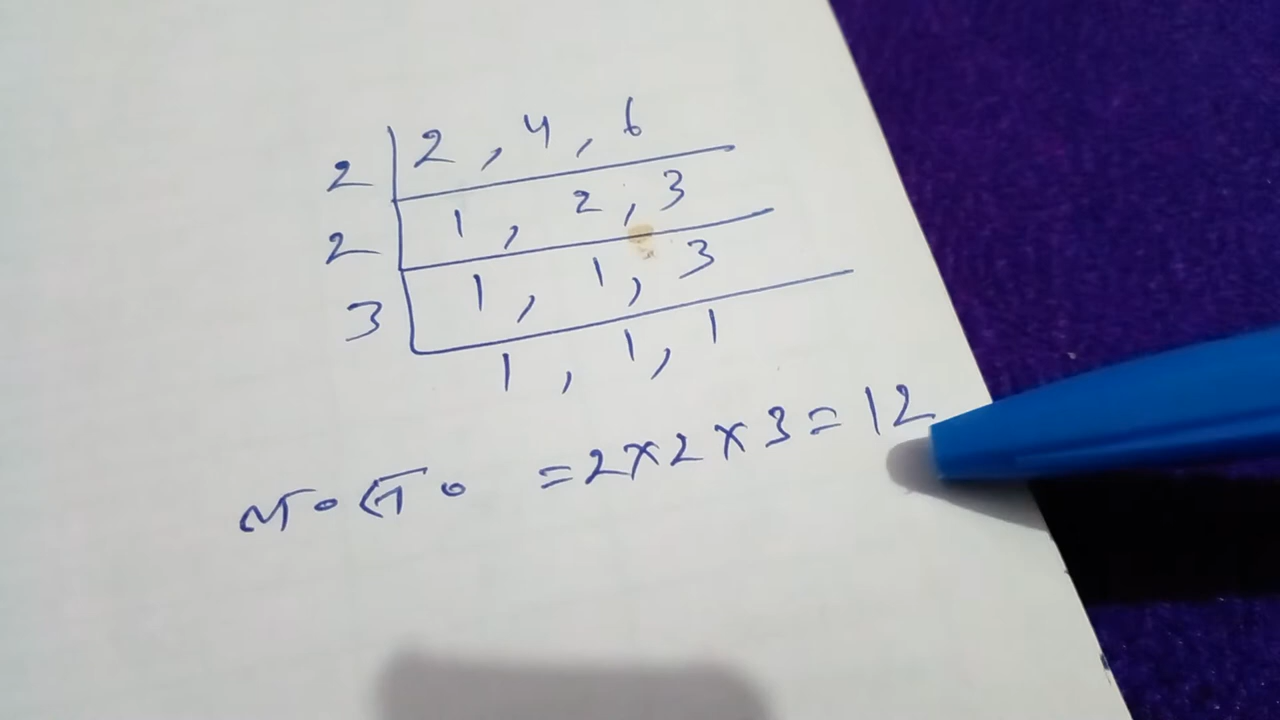 2 | 2 , 4 , 6
2 | 1 , 2 , 3
3 | 1 , 1 , 3
1 , 1 , 1
= 2 x 2 x 3 = 12